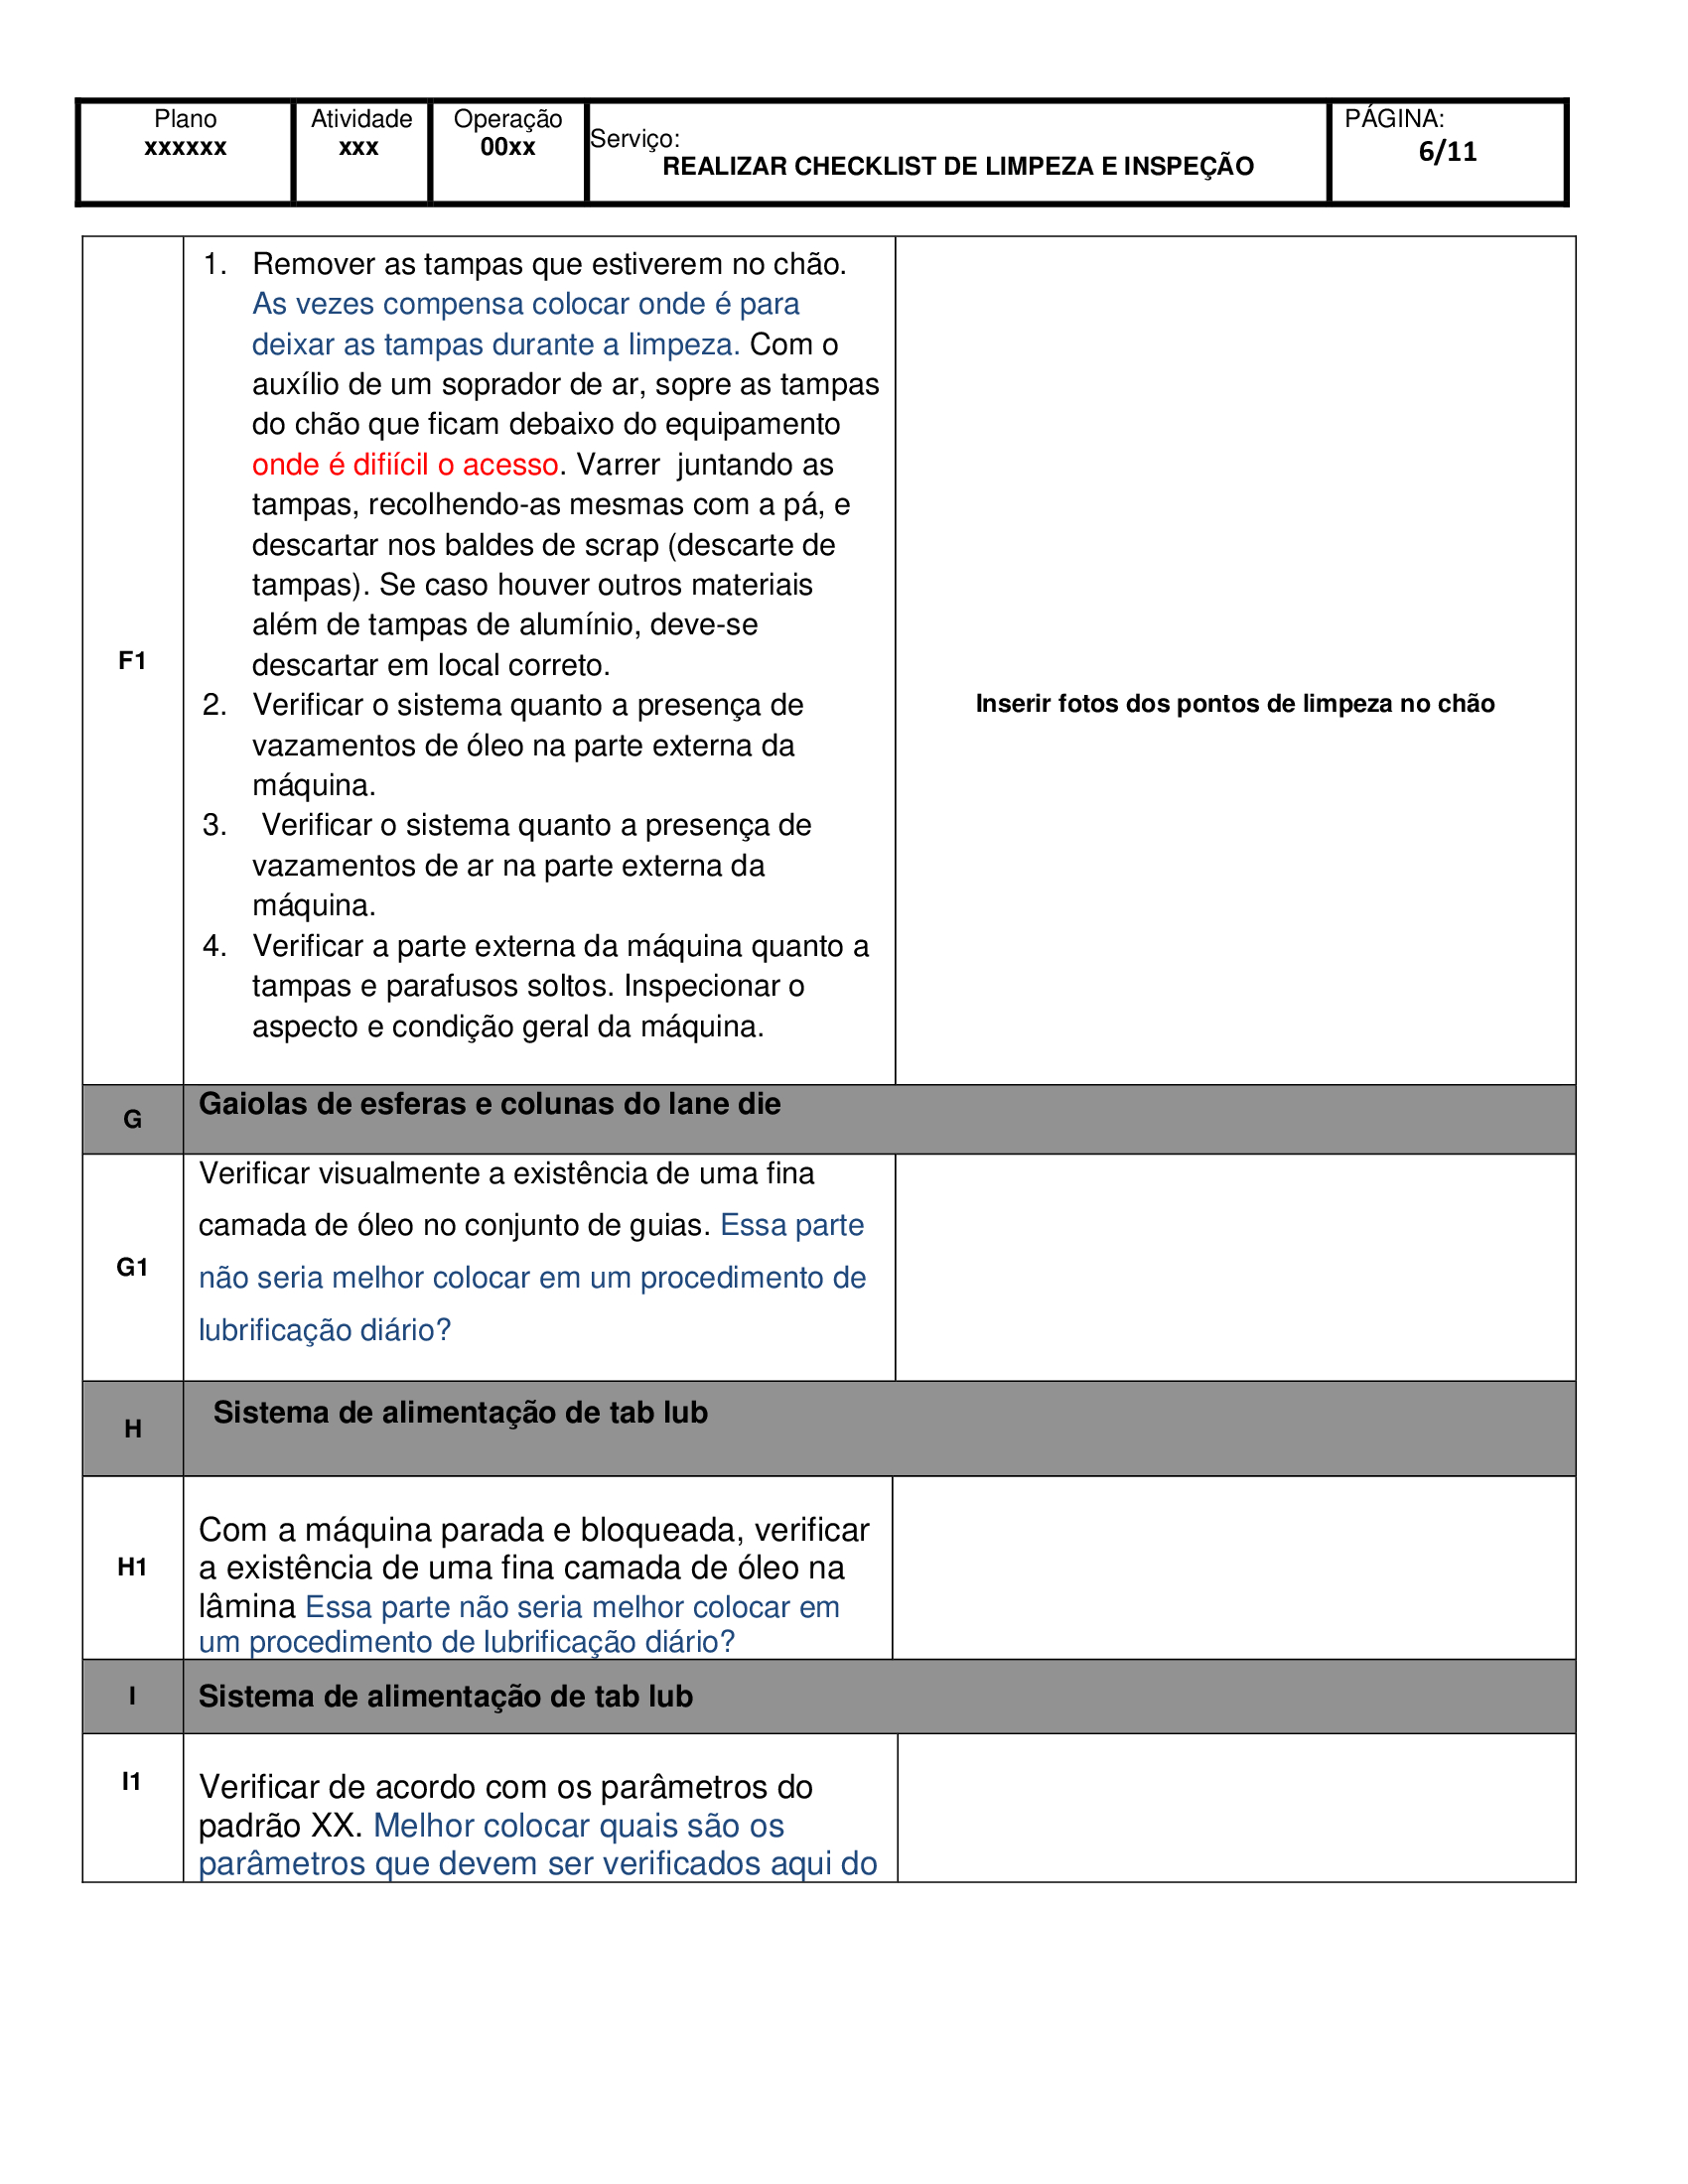 Plano
xxxxxx
Atividade
xxx
Operação
00xx
Serviço:
REALIZAR CHECKLIST DE LIMPEZA E INSPEÇÃO
PÁGINA:
6/11
F1
1. Remover as tampas que estiverem no chão.
As vezes compensa colocar onde é para
deixar as tampas durante a limpeza. Com o
auxílio de um soprador de ar, sopre as tampas
do chão que ficam debaixo do equipamento
onde é difiícil o acesso. Varrer juntando as
tampas, recolhendo-as mesmas com a pá, e
descartar nos baldes de scrap (descarte de
tampas). Se caso houver outros materiais
além de tampas de alumínio, deve-se
descartar em local correto.
2. Verificar o sistema quanto a presença de
vazamentos de óleo na parte externa da
máquina.
3. Verificar o sistema quanto a presença de
vazamentos de ar na parte externa da
máquina.
4. Verificar a parte externa da máquina quanto a
tampas e parafusos soltos. Inspecionar o
aspecto e condição geral da máquina.
Inserir fotos dos pontos de limpeza no chão
G
Gaiolas de esferas e colunas do lane die
G1
Verificar visualmente a existência de uma fina
camada de óleo no conjunto de guias. Essa parte
não seria melhor colocar em um procedimento de
lubrificação diário?
H
Sistema de alimentação de tab lub
H1
Com a máquina parada e bloqueada, verificar
a existência de uma fina camada de óleo na
lâmina Essa parte não seria melhor colocar em
um procedimento de lubrificação diário?
I
Sistema de alimentação de tab lub
I1
Verificar de acordo com os parâmetros do
padrão XX. Melhor colocar quais são os
parâmetros que devem ser verificados aqui do